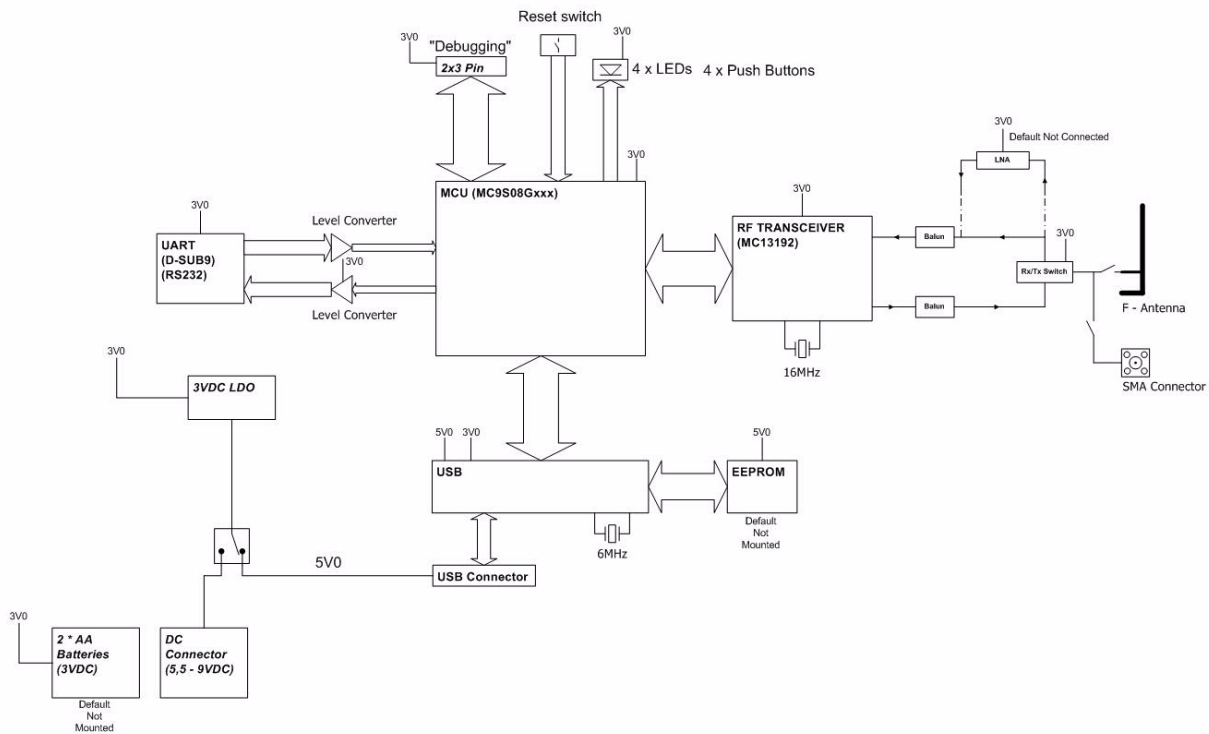 Reset switch
3V0
"Debugging"
2x3 Pin
3V0
4 x LEDs
4 x Push Buttons
3V0
Default Not Connected
LNA
3V0
MCU (MC9S08Gxxx)
3V0
RF TRANSCEIVER
(MC13192)
Balun
3V0
Rx/Tx Switch
Balun
F - Antenna
16MHz
SMA Connector
3V0
UART
(D-SUB9)
(RS232)
Level Converter
3V0
Level Converter
3V0
3VDC LDO
5V0
3V0
USB
5V0
EEPROM
Default
Not
Mounted
6MHz
5V0
USB Connector
3V0
2 * AA
Batteries
(3VDC)
Default
Not
Mounted
DC
Connector
(5,5 - 9VDC)